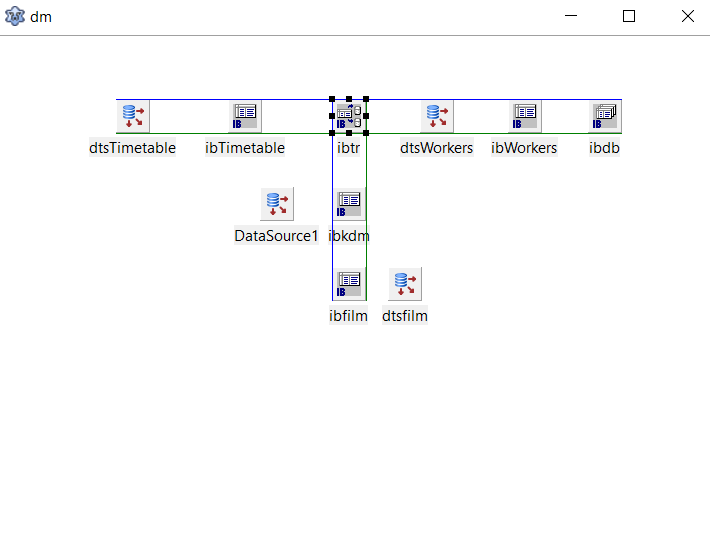 dm
dtsTimetable ibTimetable ibtr dtsWorkers ibWorkers ibdb
DataSource1 ibkdm
ibfilm dtsfilm